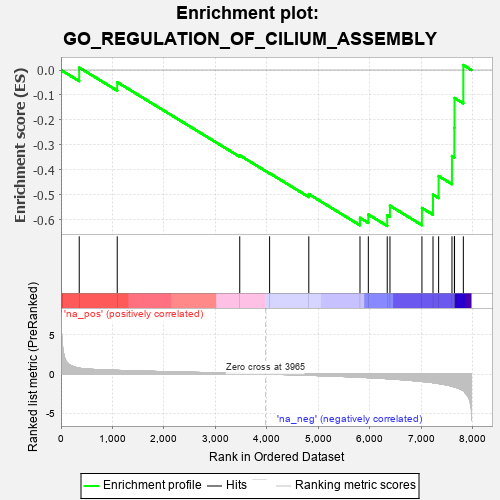 Enrichment plot:
GO_REGULATION_OF_CILIUM_ASSEMBLY
Enrichment score (ES)
0.0
-0.1
-0.2
-0.3
-0.4
-0.5
-0.6
'na_pos' (positively correlated)
Ranked list metric (PreRanked)
5
0
-5
Zero cross at 3965
'na_neg' (negatively correlated)
0 1,000 2,000 3,000 4,000 5,000 6,000 7,000 8,000
Rank in Ordered Dataset
Enrichment profile Hits Ranking metric scores